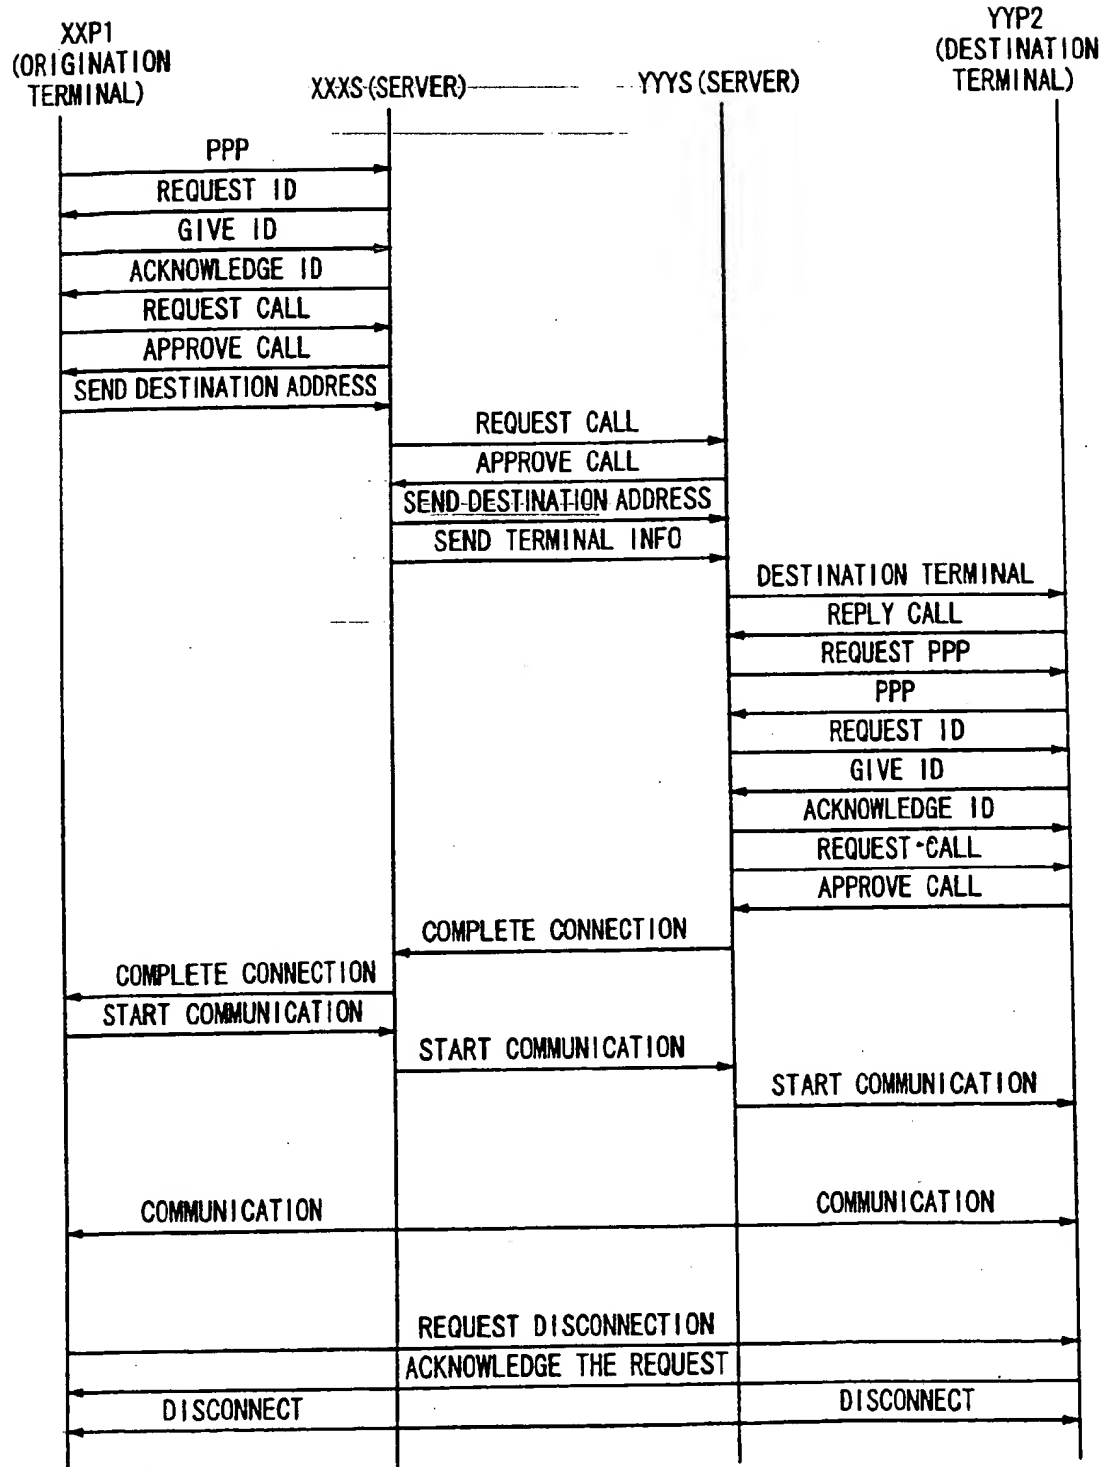 XXP1
(ORIGINATION
TERMINAL)
XXXS (SERVER)
YYYS (SERVER)
YYP2
(DESTINATION
TERMINAL)
PPP
REQUEST ID
GIVE ID
ACKNOWLEDGE ID
REQUEST CALL
APPROVE CALL
SEND DESTINATION ADDRESS
REQUEST CALL
APPROVE CALL
SEND DESTINATION ADDRESS
SEND TERMINAL INFO
DESTINATION TERMINAL
REPLY CALL
REQUEST PPP
PPP
REQUEST ID
GIVE ID
ACKNOWLEDGE ID
REQUEST CALL
APPROVE CALL
COMPLETE CONNECTION
COMPLETE CONNECTION
START COMMUNICATION
START COMMUNICATION
START COMMUNICATION
COMMUNICATION
COMMUNICATION
REQUEST DISCONNECTION
ACKNOWLEDGE THE REQUEST
DISCONNECT
DISCONNECT